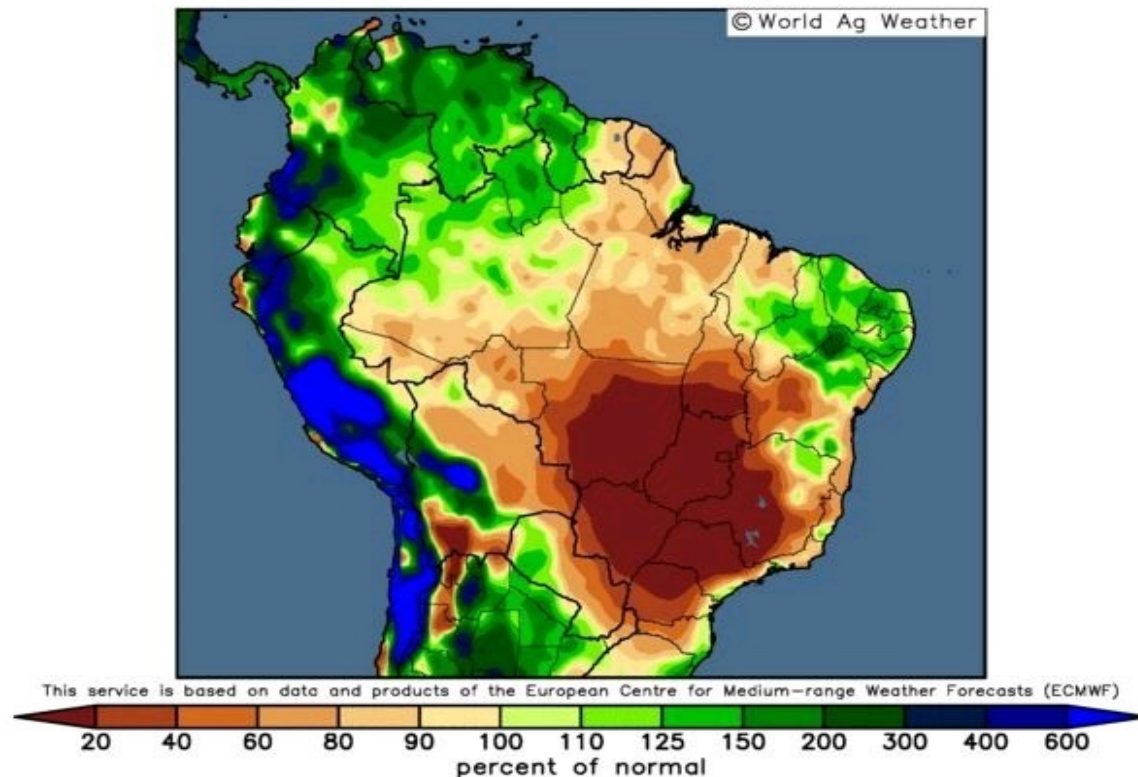 © World Ag Weather
This service is based on data and products of the European Centre for Medium-range Weather Forecasts (ECMWF)
20 40 60 80 90 100 110 125 150 200 300 400 600
percent of normal